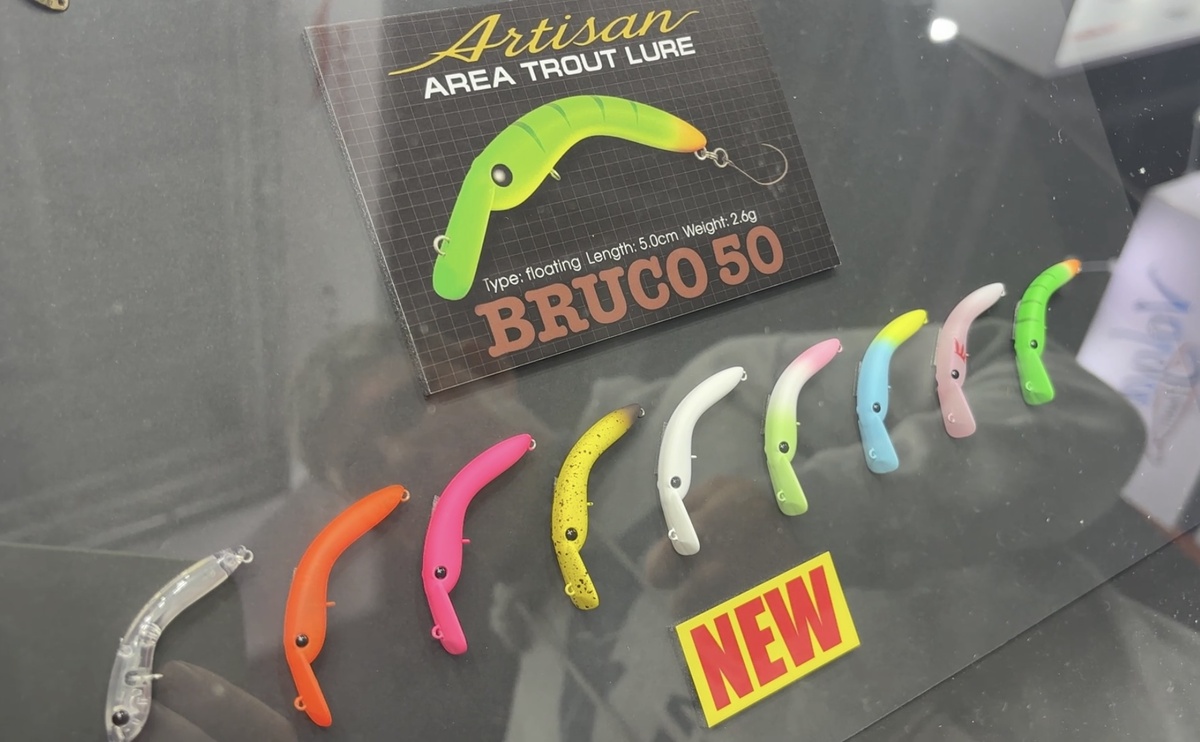 Artisan
AREA TROUT LURE
Type: floating Length: 5.0cm Weight: 2.6g
BRUCO 50
NEW